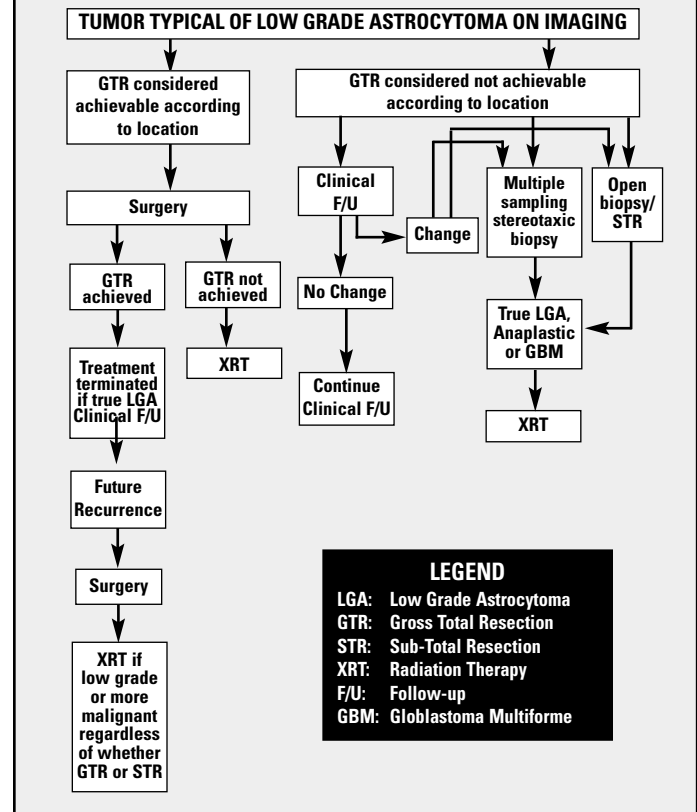 TUMOR TYPICAL OF LOW GRADE ASTROCYTOMA ON IMAGING
GTR considered
achievable according
to location
GTR considered not achievable
according to location
Surgery
Clinical
F/U
Change
Multiple
sampling
stereotaxic
biopsy
Open
biopsy/
STR
GTR
achieved
GTR not
achieved
No Change
True LGA,
Anaplastic
or GBM
Treatment
terminated
if true LGA
Clinical F/U
XRT
Continue
Clinical F/U
XRT
Future
Recurrence
Surgery
XRT if
low grade
or more
malignant
regardless
of whether
GTR or STR
LEGEND
LGA: Low Grade Astrocytoma
GTR: Gross Total Resection
STR: Sub-Total Resection
XRT: Radiation Therapy
F/U: Follow-up
GBM: Globlastoma Multiforme